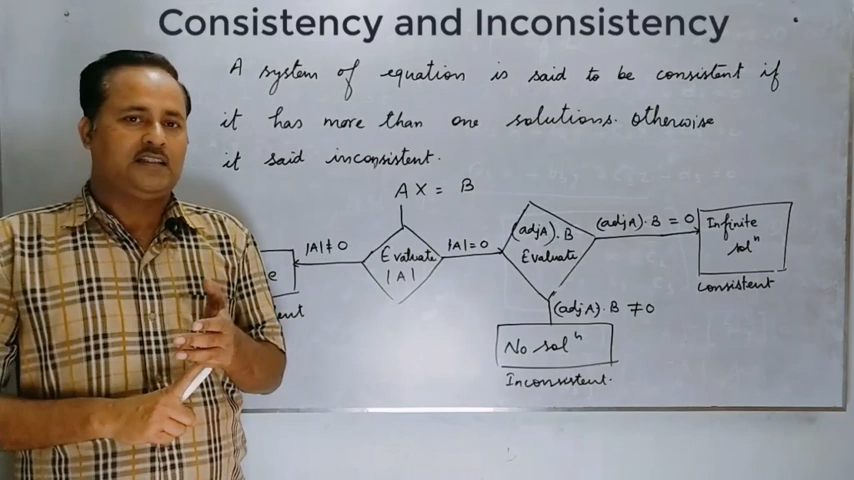 Consistency and Inconsistency
A system of equation is said to be consistent if
it has more than one solutions. otherwise
it said inconsistent.
AX = B
|A| ≠ 0
Evaluate
|A|
|A| = 0
(adjA).B
Evaluate
(adjA).B = 0
Infinite
solⁿ
consistent
(adjA).B ≠ 0
No solⁿ
Inconsistent.